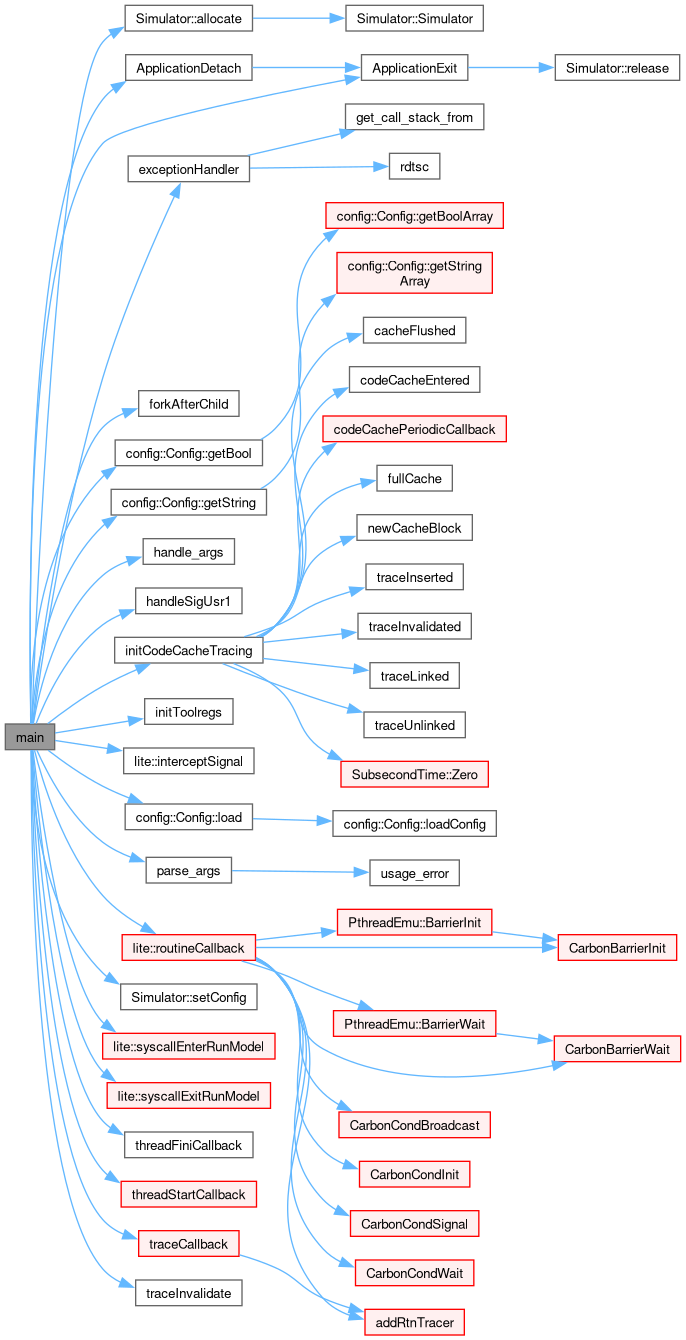 Simulator::allocate
Simulator::Simulator
ApplicationDetach
ApplicationExit
Simulator::release
get_call_stack_from
exceptionHandler
rdtsc
config::Config::getBoolArray
config::Config::getString
Array
cacheFlushed
codeCacheEntered
forkAfterChild
codeCachePeriodicCallback
config::Config::getBool
fullCache
config::Config::getString
newCacheBlock
handle_args
traceInserted
handleSigUsr1
traceInvalidated
initCodeCacheTracing
traceLinked
initToolregs
traceUnlinked
main
lite::interceptSignal
SubsecondTime::Zero
config::Config::load
config::Config::loadConfig
parse_args
usage_error
PthreadEmu::BarrierInit
lite::routineCallback
CarbonBarrierInit
Simulator::setConfig
PthreadEmu::BarrierWait
lite::syscallEnterRunModel
CarbonBarrierWait
lite::syscallExitRunModel
CarbonCondBroadcast
threadFiniCallback
CarbonCondInit
threadStartCallback
CarbonCondSignal
traceCallback
CarbonCondWait
traceInvalidate
addRtnTracer